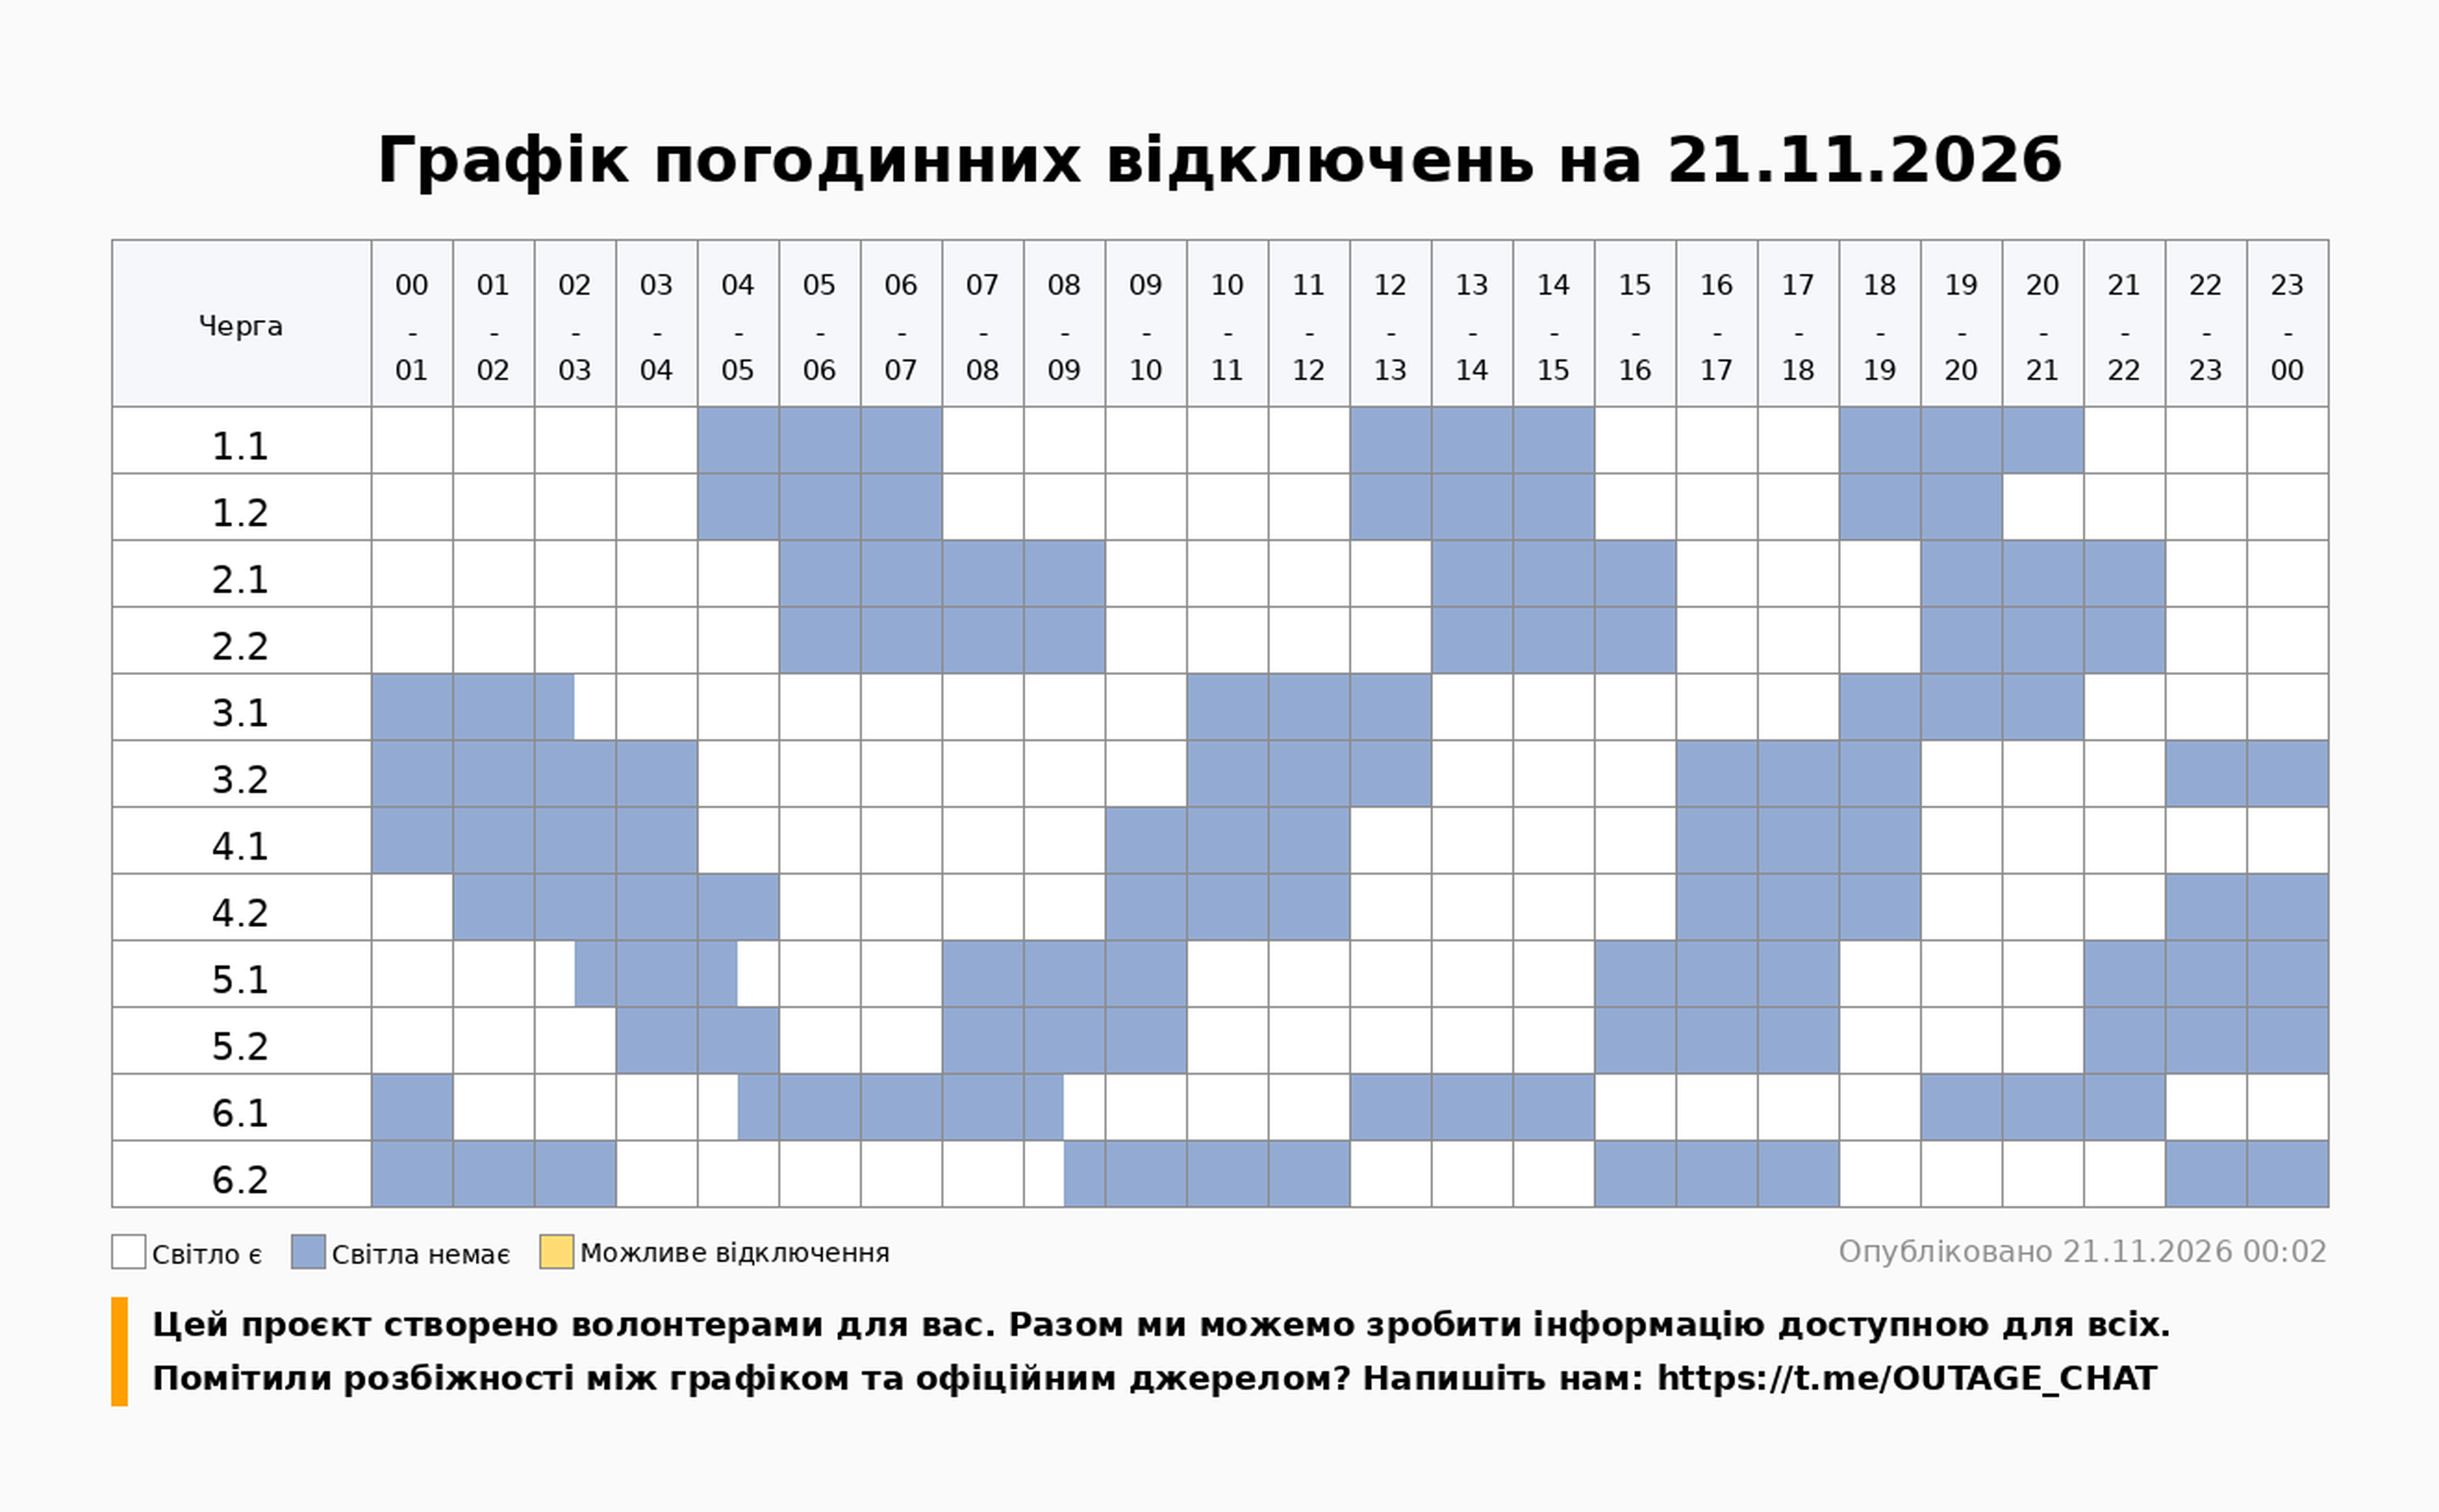 Графік погодинних відключень на 21.11.2026
Черга
00 - 01
01 - 02
02 - 03
03 - 04
04 - 05
05 - 06
06 - 07
07 - 08
08 - 09
09 - 10
10 - 11
11 - 12
12 - 13
13 - 14
14 - 15
15 - 16
16 - 17
17 - 18
18 - 19
19 - 20
20 - 21
21 - 22
22 - 23
23 - 00
1.1
1.2
2.1
2.2
3.1
3.2
4.1
4.2
5.1
5.2
6.1
6.2
Світло є
Світла немає
Можливе відключення
Опубліковано 21.11.2026 00:02
Цей проєкт створено волонтерами для вас. Разом ми можемо зробити інформацію доступною для всіх.
Помітили розбіжності між графіком та офіційним джерелом? Напишіть нам: https://t.me/OUTAGE_CHAT